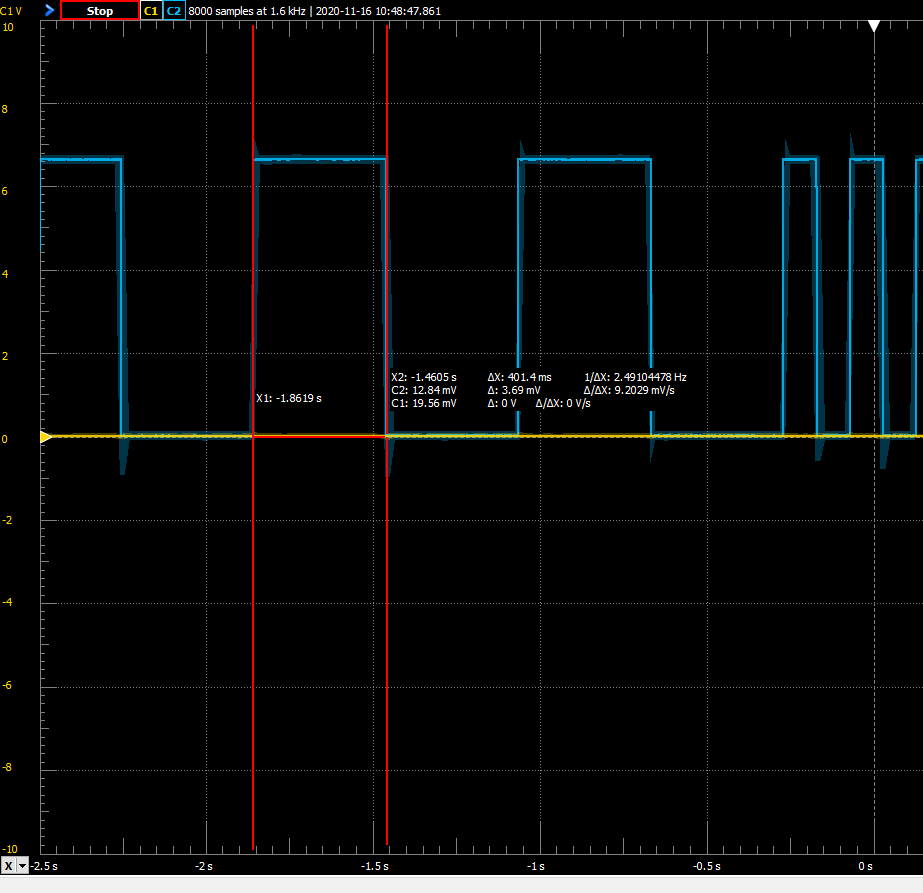 C1 V Stop C1 C2 8000 samples at 1.6 kHz | 2020-11-16 10:48:47.861
10
8
6
4
2
X2: -1.4605 s ΔX: 401.4 ms 1/ΔX: 2.49104478 Hz
C2: 12.84 mV Δ: 3.69 mV Δ/ΔX: 9.2029 mV/s
X1: -1.8619 s
C1: 19.56 mV Δ: 0 V Δ/ΔX: 0 V/s
0
-2
-4
-6
-8
-10
X -2.5 s -2 s -1.5 s -1 s -0.5 s 0 s